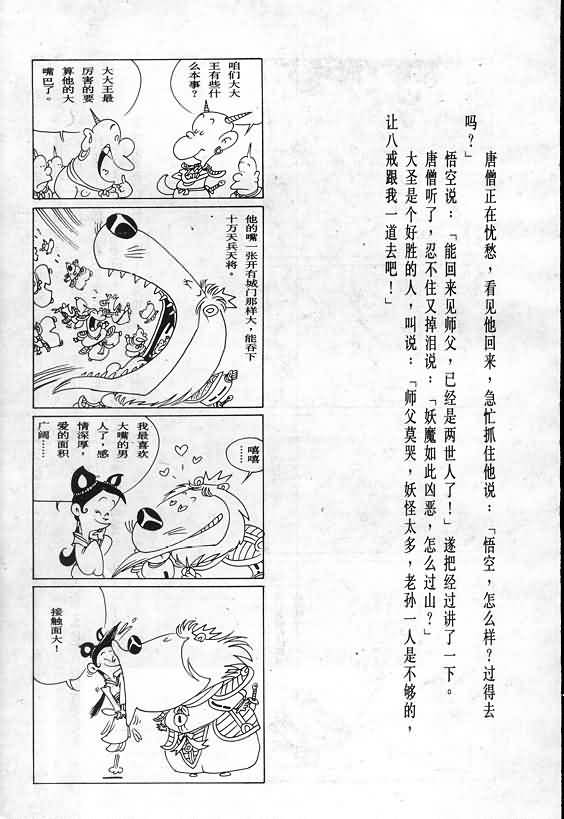 唐僧正在忧愁，看见他回来，急忙抓住他说：「悟空，怎么样？过得去
吗？」
悟空说：「能回来见师父，已经是两世人了！」遂把经过讲了一下。
唐僧听了，忍不住又掉泪说：「妖魔如此凶恶，怎么过山？」
大圣是个好胜的人，叫说：「师父莫哭，妖怪太多，老孙一人是不够的，
让八戒跟我一道去吧！」
咱们大大
王有些什
么本事？
大大王最
厉害的要
算他的大
嘴巴了。
他的嘴一张开有城门那样大，能吞下
十万天兵天将。
嘻嘻
……
我最喜欢
大嘴的男
人了，感
情深厚，
爱的面积
广阔……
接触面大！